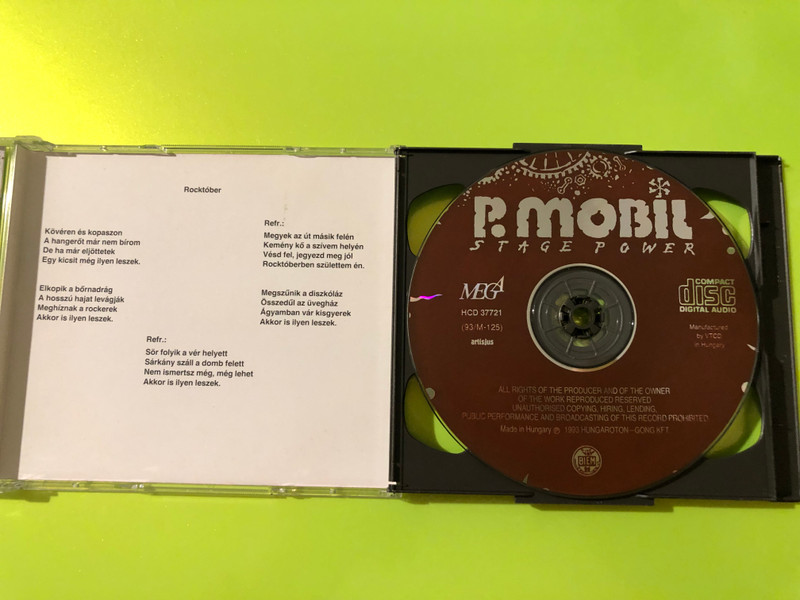 Rocktóber
Kövéren és kopaszon
A hangerőt már nem bírom
De ha már eljöttetek
Egy kicsit még ilyen leszek.
Elkopik a bőrnadrág
A hosszú hajat levágják
Meghíznak a rockerek
Akkor is ilyen leszek.
Refr.:
Sör folyik a vér helyett
Sárkány száll a domb felett
Nem ismertsz még, még lehet
Akkor is ilyen leszek.
Refr.:
Megyek az út másik felén
Kemény kő a szívem helyén
Vésd fel, jegyezd meg jól
Rocktóberben születtem én.
Megszűnik a diszkóláz
Összedűl az üvegház
Ágyamban vár kisgyerek
Akkor is ilyen leszek.
P. MOBIL
STAGE POWER
MEGA
HCD 37721
(93/M-125)
artisjus
COMPACT
disc
DIGITAL AUDIO
Manufactured
by VTCD
in Hungary
ALL RIGHTS OF THE PRODUCER AND OF THE OWNER
OF THE WORK REPRODUCED RESERVED
UNAUTHORISED COPYING, HIRING, LENDING,
PUBLIC PERFORMANCE AND BROADCASTING OF THIS RECORD PROHIBITED
Made in Hungary ℗ 1993 HUNGAROTON - GONG KFT.
BIEM